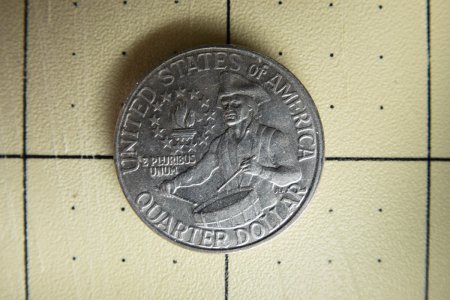 UNITED STATES OF AMERICA
E PLURIBUS
UNUM
QUARTER DOLLAR